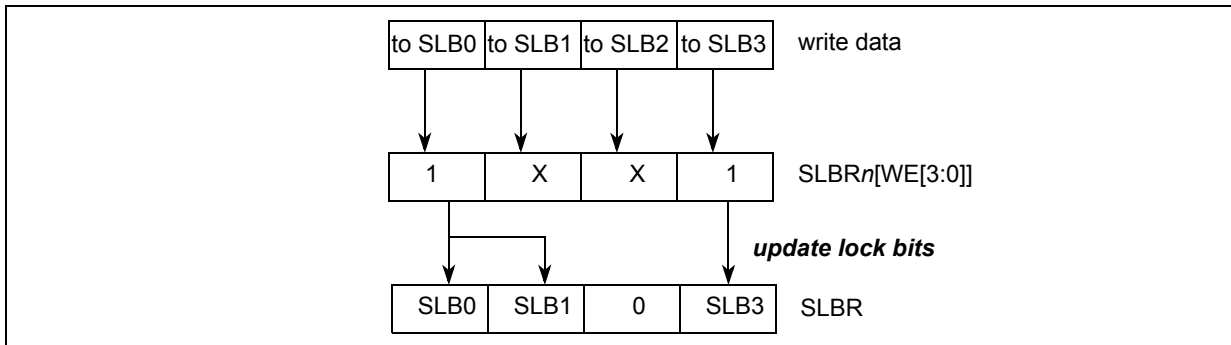 to SLB0 to SLB1 to SLB2 to SLB3 write data
1 X X 1 SLBRn[WE[3:0]]
update lock bits
SLB0 SLB1 0 SLB3 SLBR